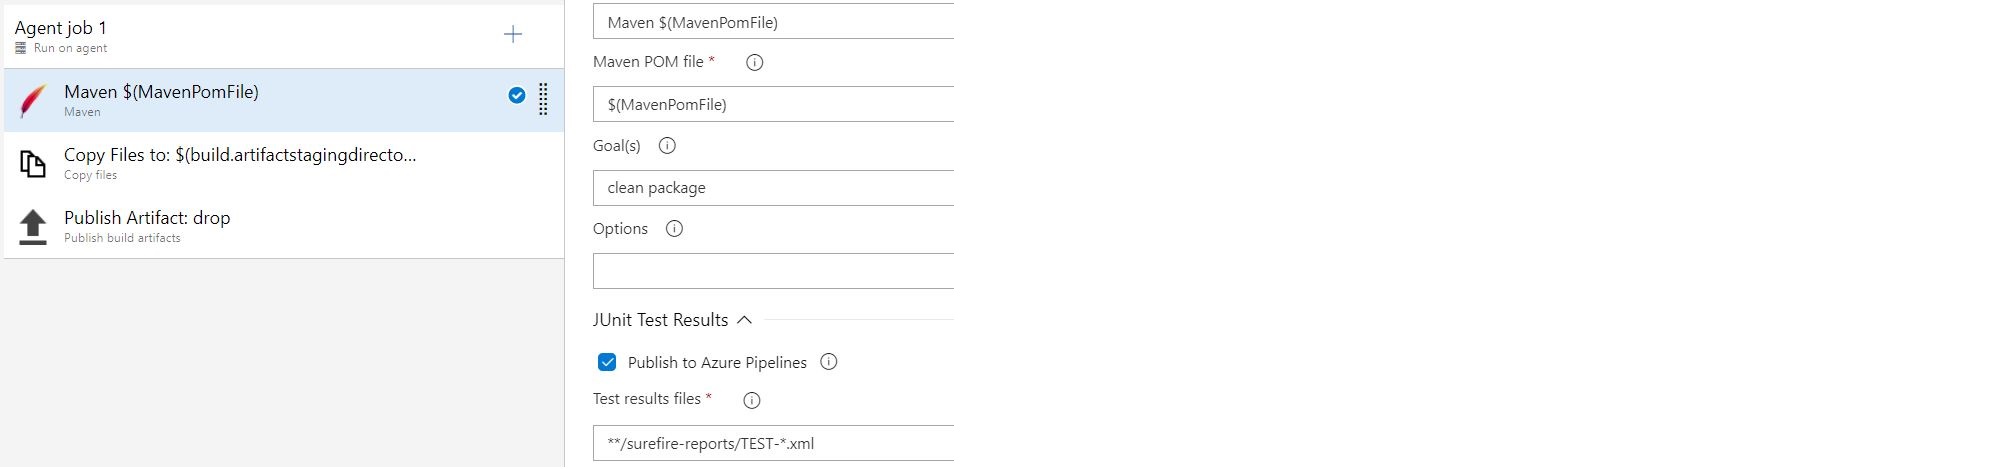 Agent job 1
Run on agent
Maven $(MavenPomFile)
Maven
Copy Files to: $(build.artifactstagingdirecto...
Copy files
Publish Artifact: drop
Publish build artifacts
Maven $(MavenPomFile)
Maven POM file *
$(MavenPomFile)
Goal(s)
clean package
Options
JUnit Test Results
Publish to Azure Pipelines
Test results files *
**/surefire-reports/TEST-*.xml